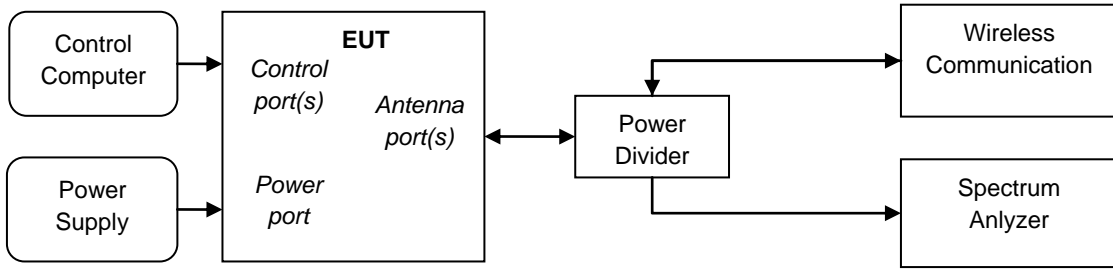 Control
Computer
EUT
Control
port(s)
Antenna
port(s)
Power
port
Power
Supply
Power
Divider
Wireless
Communication
Spectrum
Anlyzer